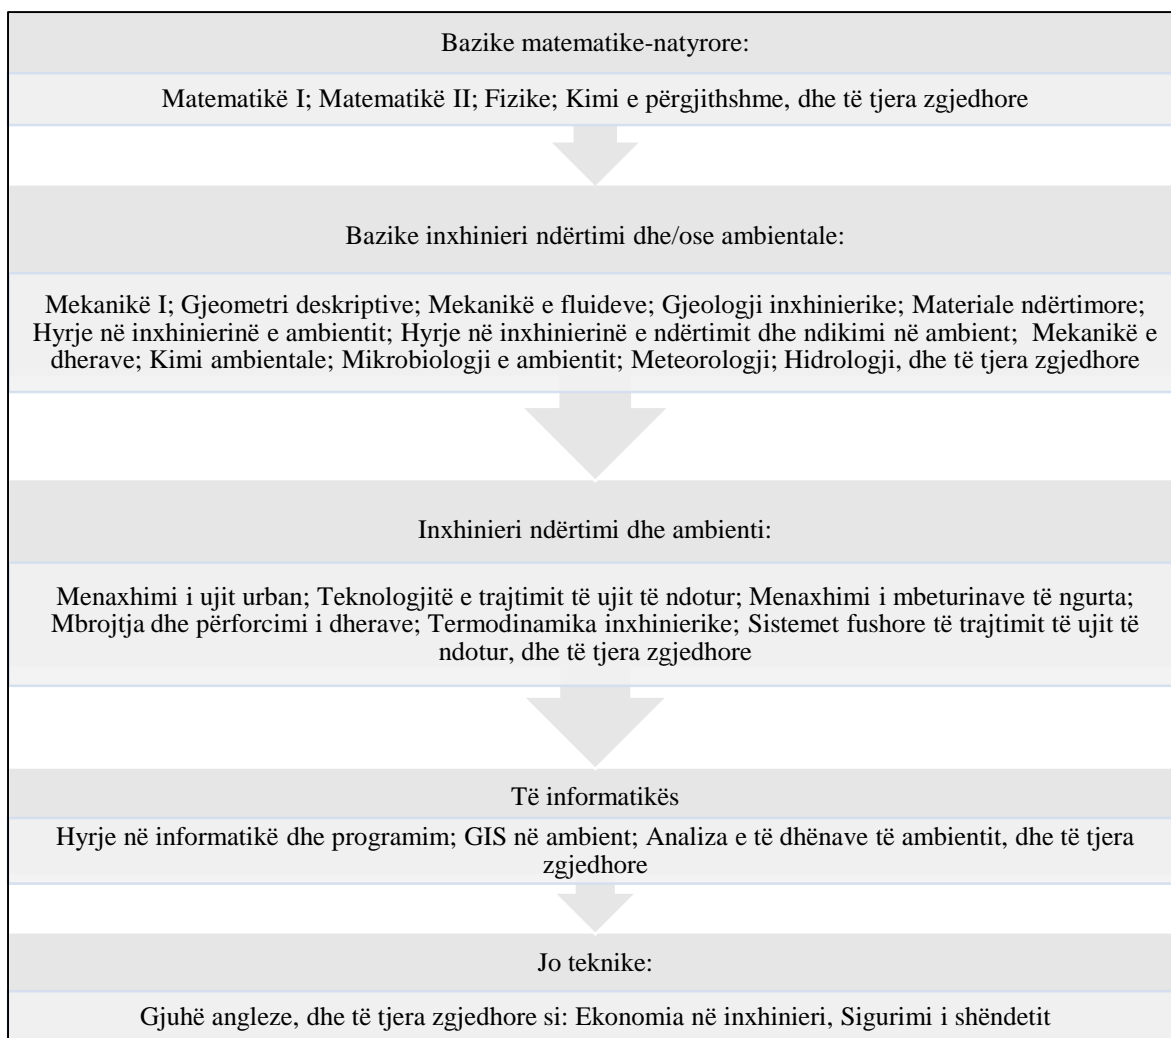 Bazike matematike-natyrore:
Matematikë I; Matematikë II; Fizike; Kimi e përgjithshme, dhe të tjera zgjedhore
Bazike inxhinieri ndërtimi dhe/ose ambientale:
Mekanikë I; Gjeometri deskriptive; Mekanikë e fluideve; Gjeologji inxhinierike; Materiale ndërtimore;
Hyrje në inxhinierinë e ambientit; Hyrje në inxhinierinë e ndërtimit dhe ndikimi në ambient; Mekanikë e
dherave; Kimi ambientale; Mikrobiologji e ambientit; Meteorologji; Hidrologji, dhe të tjera zgjedhore
Inxhinieri ndërtimi dhe ambienti:
Menaxhimi i ujit urban; Teknologjitë e trajtimit të ujit të ndotur; Menaxhimi i mbeturinave të ngurta;
Mbrojtja dhe përforcimi i dherave; Termodinamika inxhinierike; Sistemet fushore të trajtimit të ujit të
ndotur, dhe të tjera zgjedhore
Të informatikës
Hyrje në informatikë dhe programim; GIS në ambient; Analiza e të dhënave të ambientit, dhe të tjera
zgjedhore
Jo teknike:
Gjuhë angleze, dhe të tjera zgjedhore si: Ekonomia në inxhinieri, Sigurimi i shëndetit